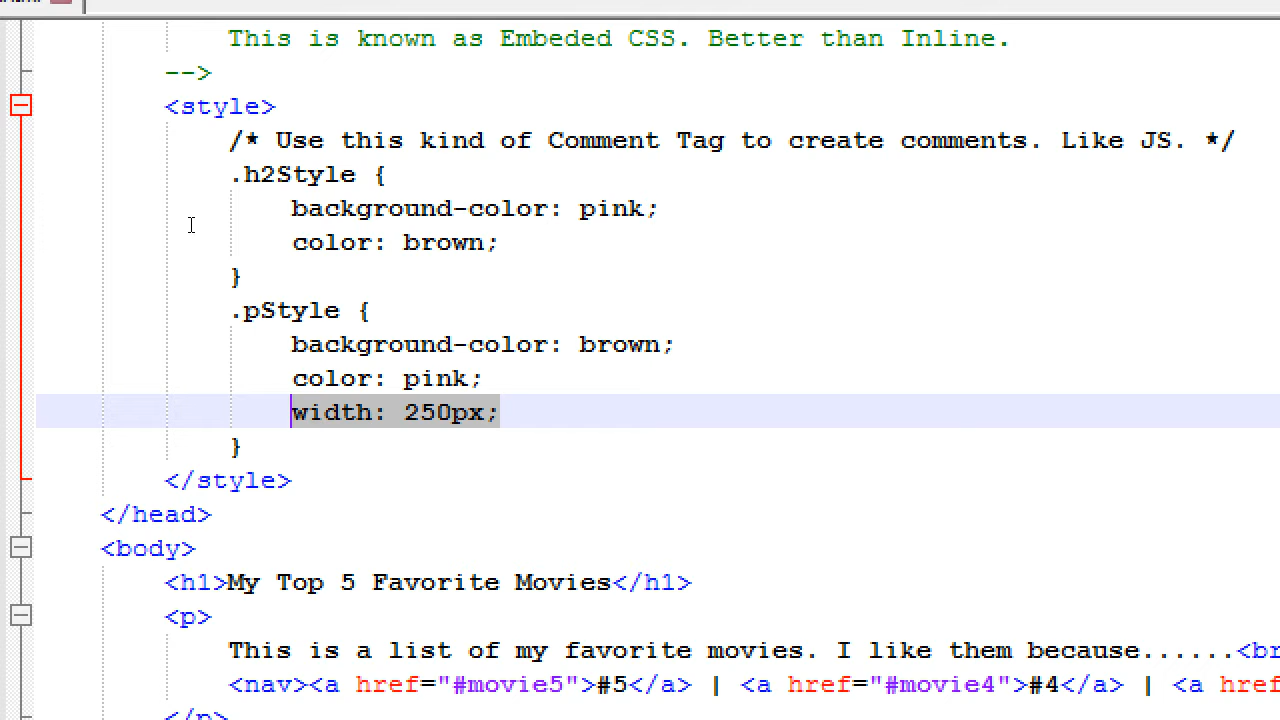 This is known as Embeded CSS. Better than Inline.
-->
<style>
/* Use this kind of Comment Tag to create comments. Like JS. */
.h2Style {
background-color: pink;
color: brown;
}
.pStyle {
background-color: brown;
color: pink;
width: 250px;
}
</style>
</head>
<body>
<h1>My Top 5 Favorite Movies</h1>
<p>
This is a list of my favorite movies. I like them because......<br
<nav><a href="#movie5">#5</a> | <a href="#movie4">#4</a> | <a href
</p>